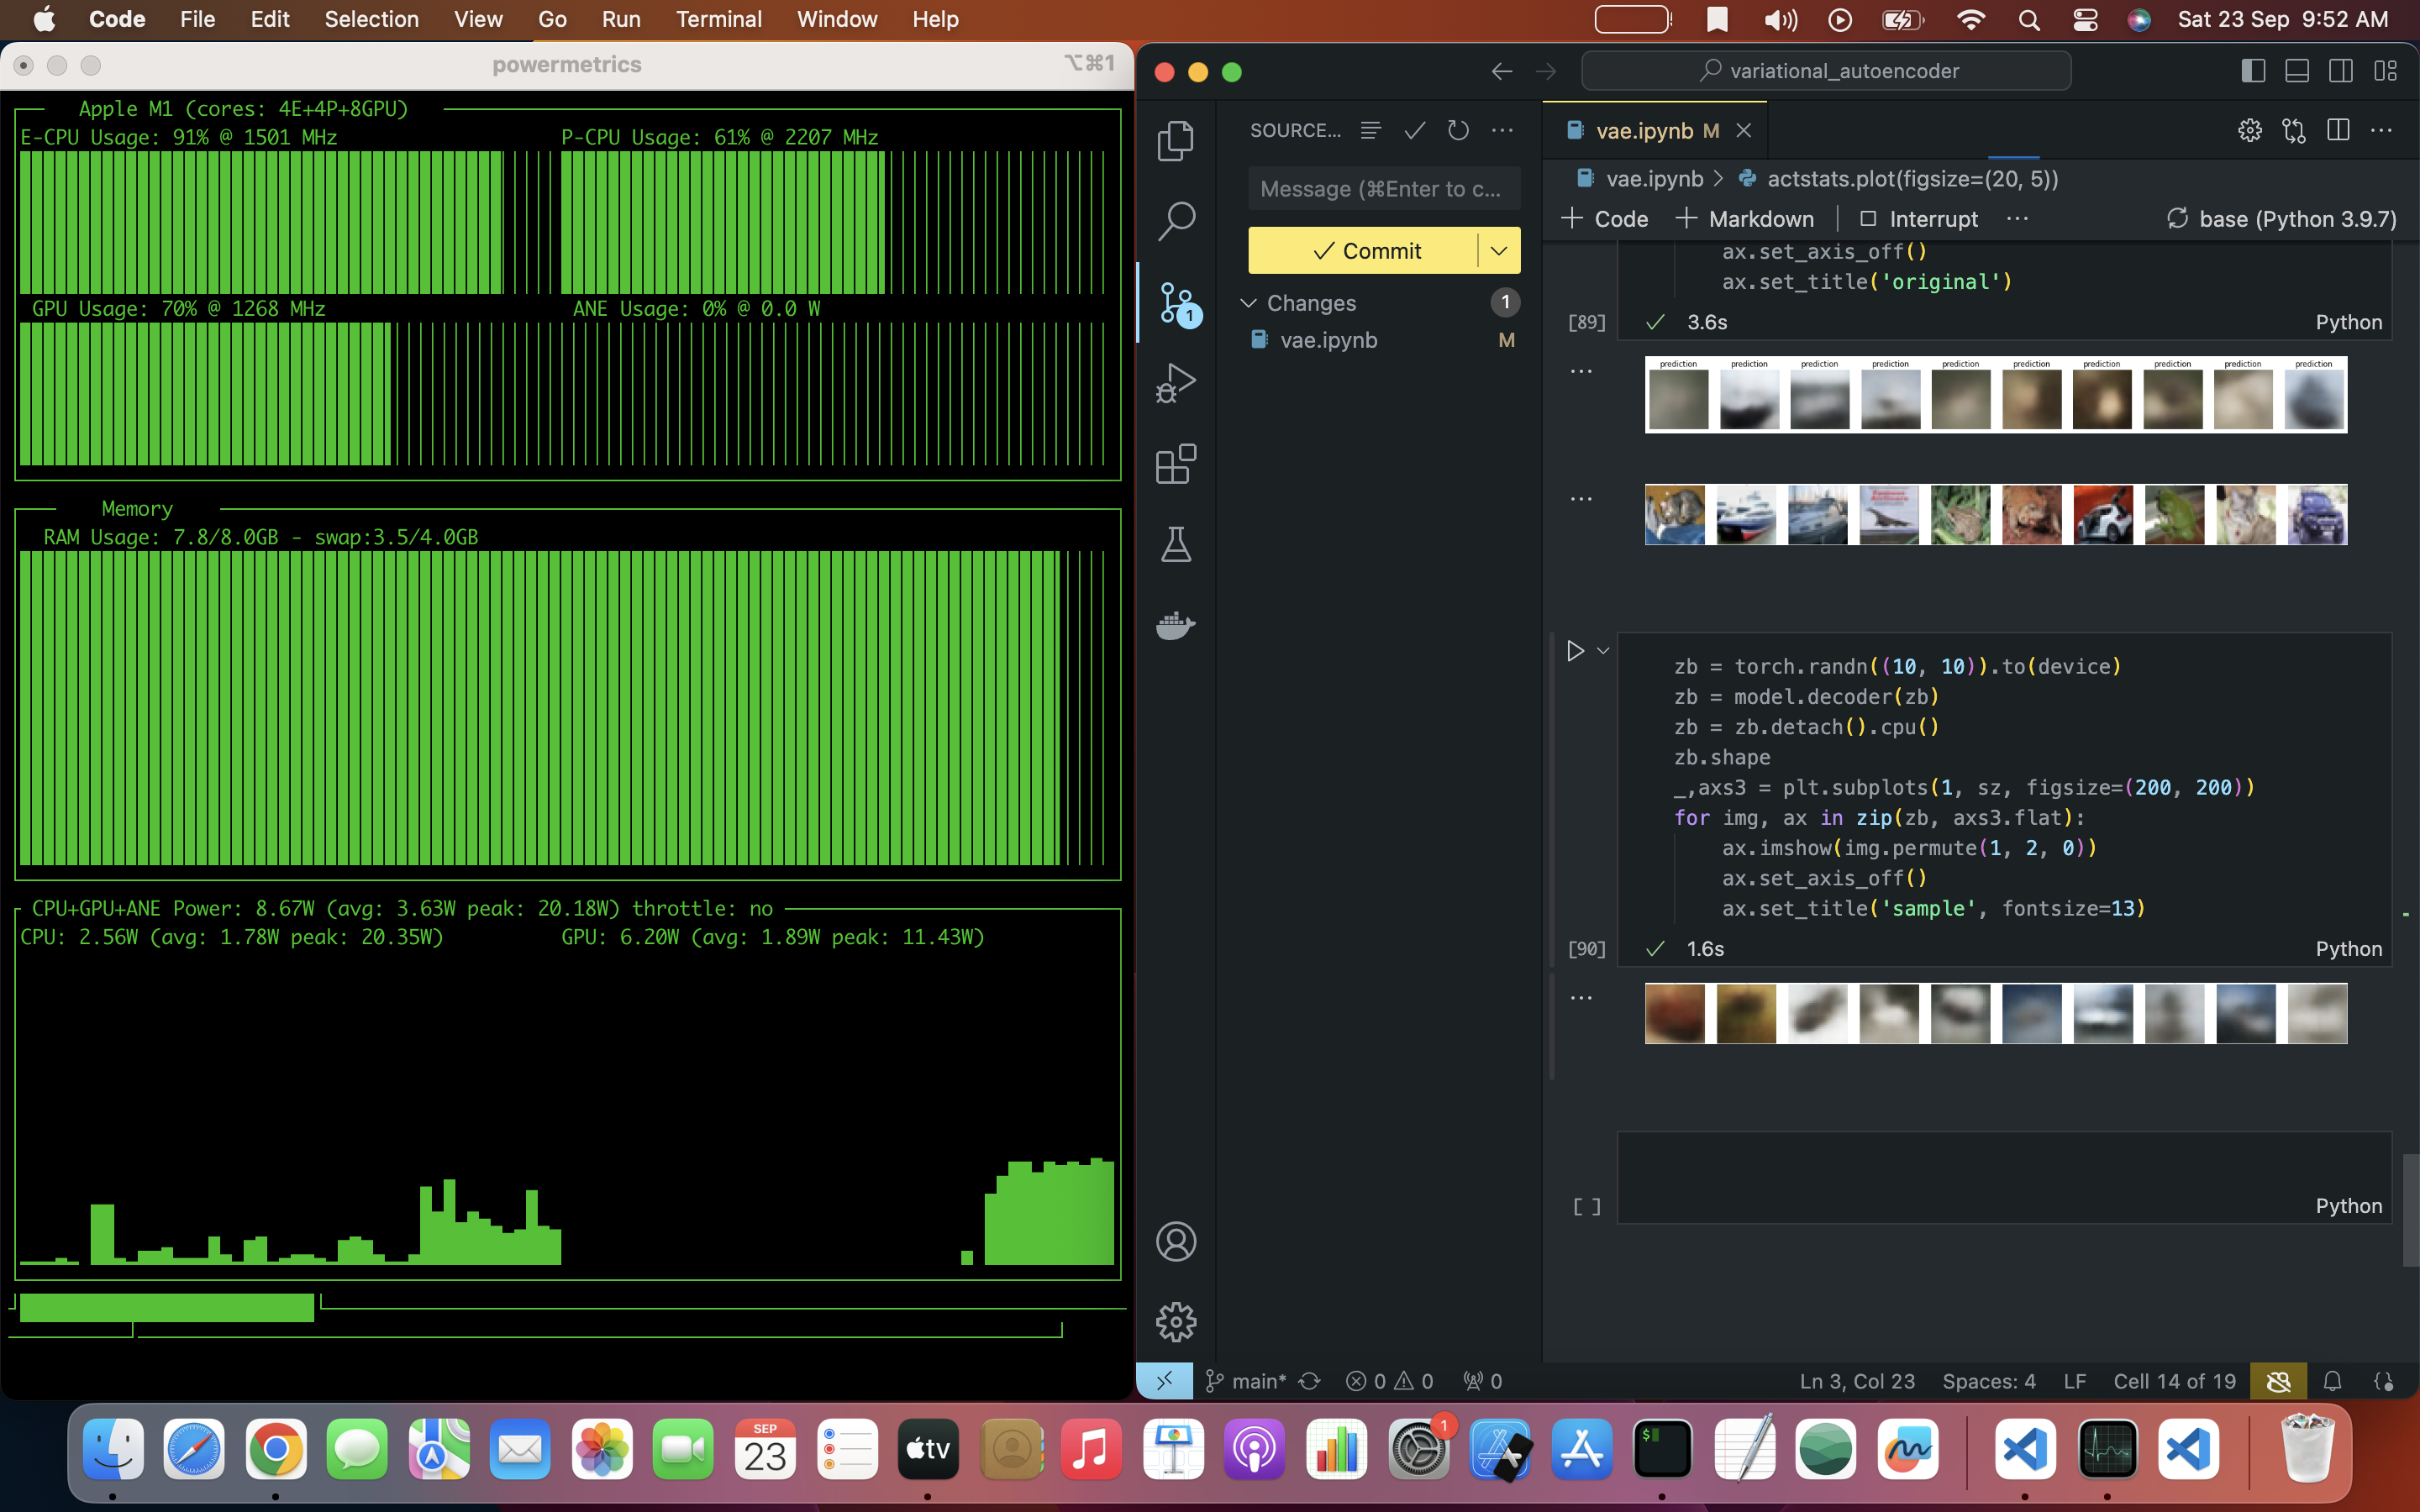 Code File Edit Selection View Go Run Terminal Window Help
Sat 23 Sep 9:52 AM
powermetrics
⌥⌘1
Apple M1 (cores: 4E+4P+8GPU)
E-CPU Usage: 91% @ 1501 MHz
P-CPU Usage: 61% @ 2207 MHz
GPU Usage: 70% @ 1268 MHz
ANE Usage: 0% @ 0.0 W
Memory
RAM Usage: 7.8/8.0GB - swap:3.5/4.0GB
CPU+GPU+ANE Power: 8.67W (avg: 3.63W peak: 20.18W) throttle: no
CPU: 2.56W (avg: 1.78W peak: 20.35W)
GPU: 6.20W (avg: 1.89W peak: 11.43W)
variational_autoencoder
SOURCE...
Message (⌘Enter to c...
Commit
Changes 1
vae.ipynb M
1
vae.ipynb M
vae.ipynb > actstats.plot(figsize=(20, 5))
+ Code + Markdown Interrupt ... base (Python 3.9.7)
ax.set_axis_off()
ax.set_title('original')
[89] 3.6s Python
prediction prediction prediction prediction prediction prediction prediction prediction prediction prediction
zb = torch.randn((10, 10)).to(device)
zb = model.decoder(zb)
zb = zb.detach().cpu()
zb.shape
_,axs3 = plt.subplots(1, sz, figsize=(200, 200))
for img, ax in zip(zb, axs3.flat):
ax.imshow(img.permute(1, 2, 0))
ax.set_axis_off()
ax.set_title('sample', fontsize=13)
[90] 1.6s Python
[ ] Python
main* 0 0 0 Ln 3, Col 23 Spaces: 4 LF Cell 14 of 19
SEP
23
tv
1
$